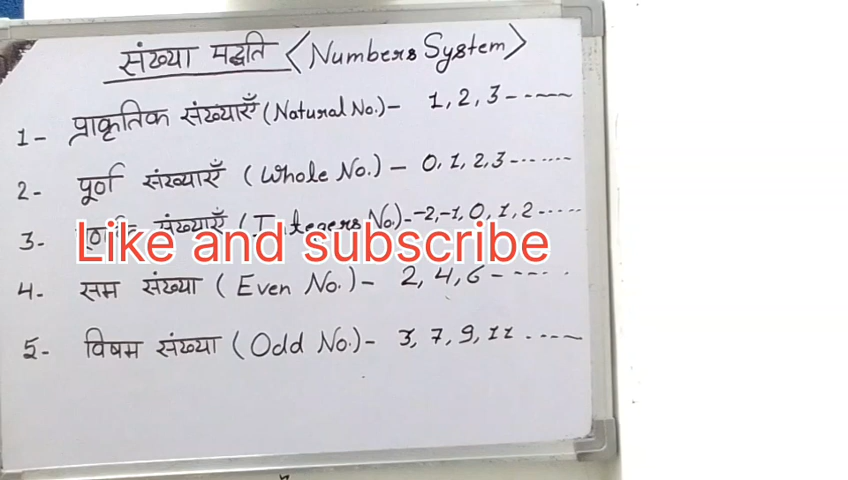 संख्या पद्धति < Numbers System >
1- प्राकृतिक संख्याएँ (Natural No.) - 1, 2, 3-----
2- पूर्ण संख्याएँ (Whole No.) - 0, 1, 2, 3-------
3- संख्याएँ (Integers No.) - -2, -1, 0, 1, 2-----
Like and subscribe
4- सम संख्या (Even No.) - 2, 4, 6-----
5- विषम संख्या (Odd No.) - 3, 7, 9, 11-----